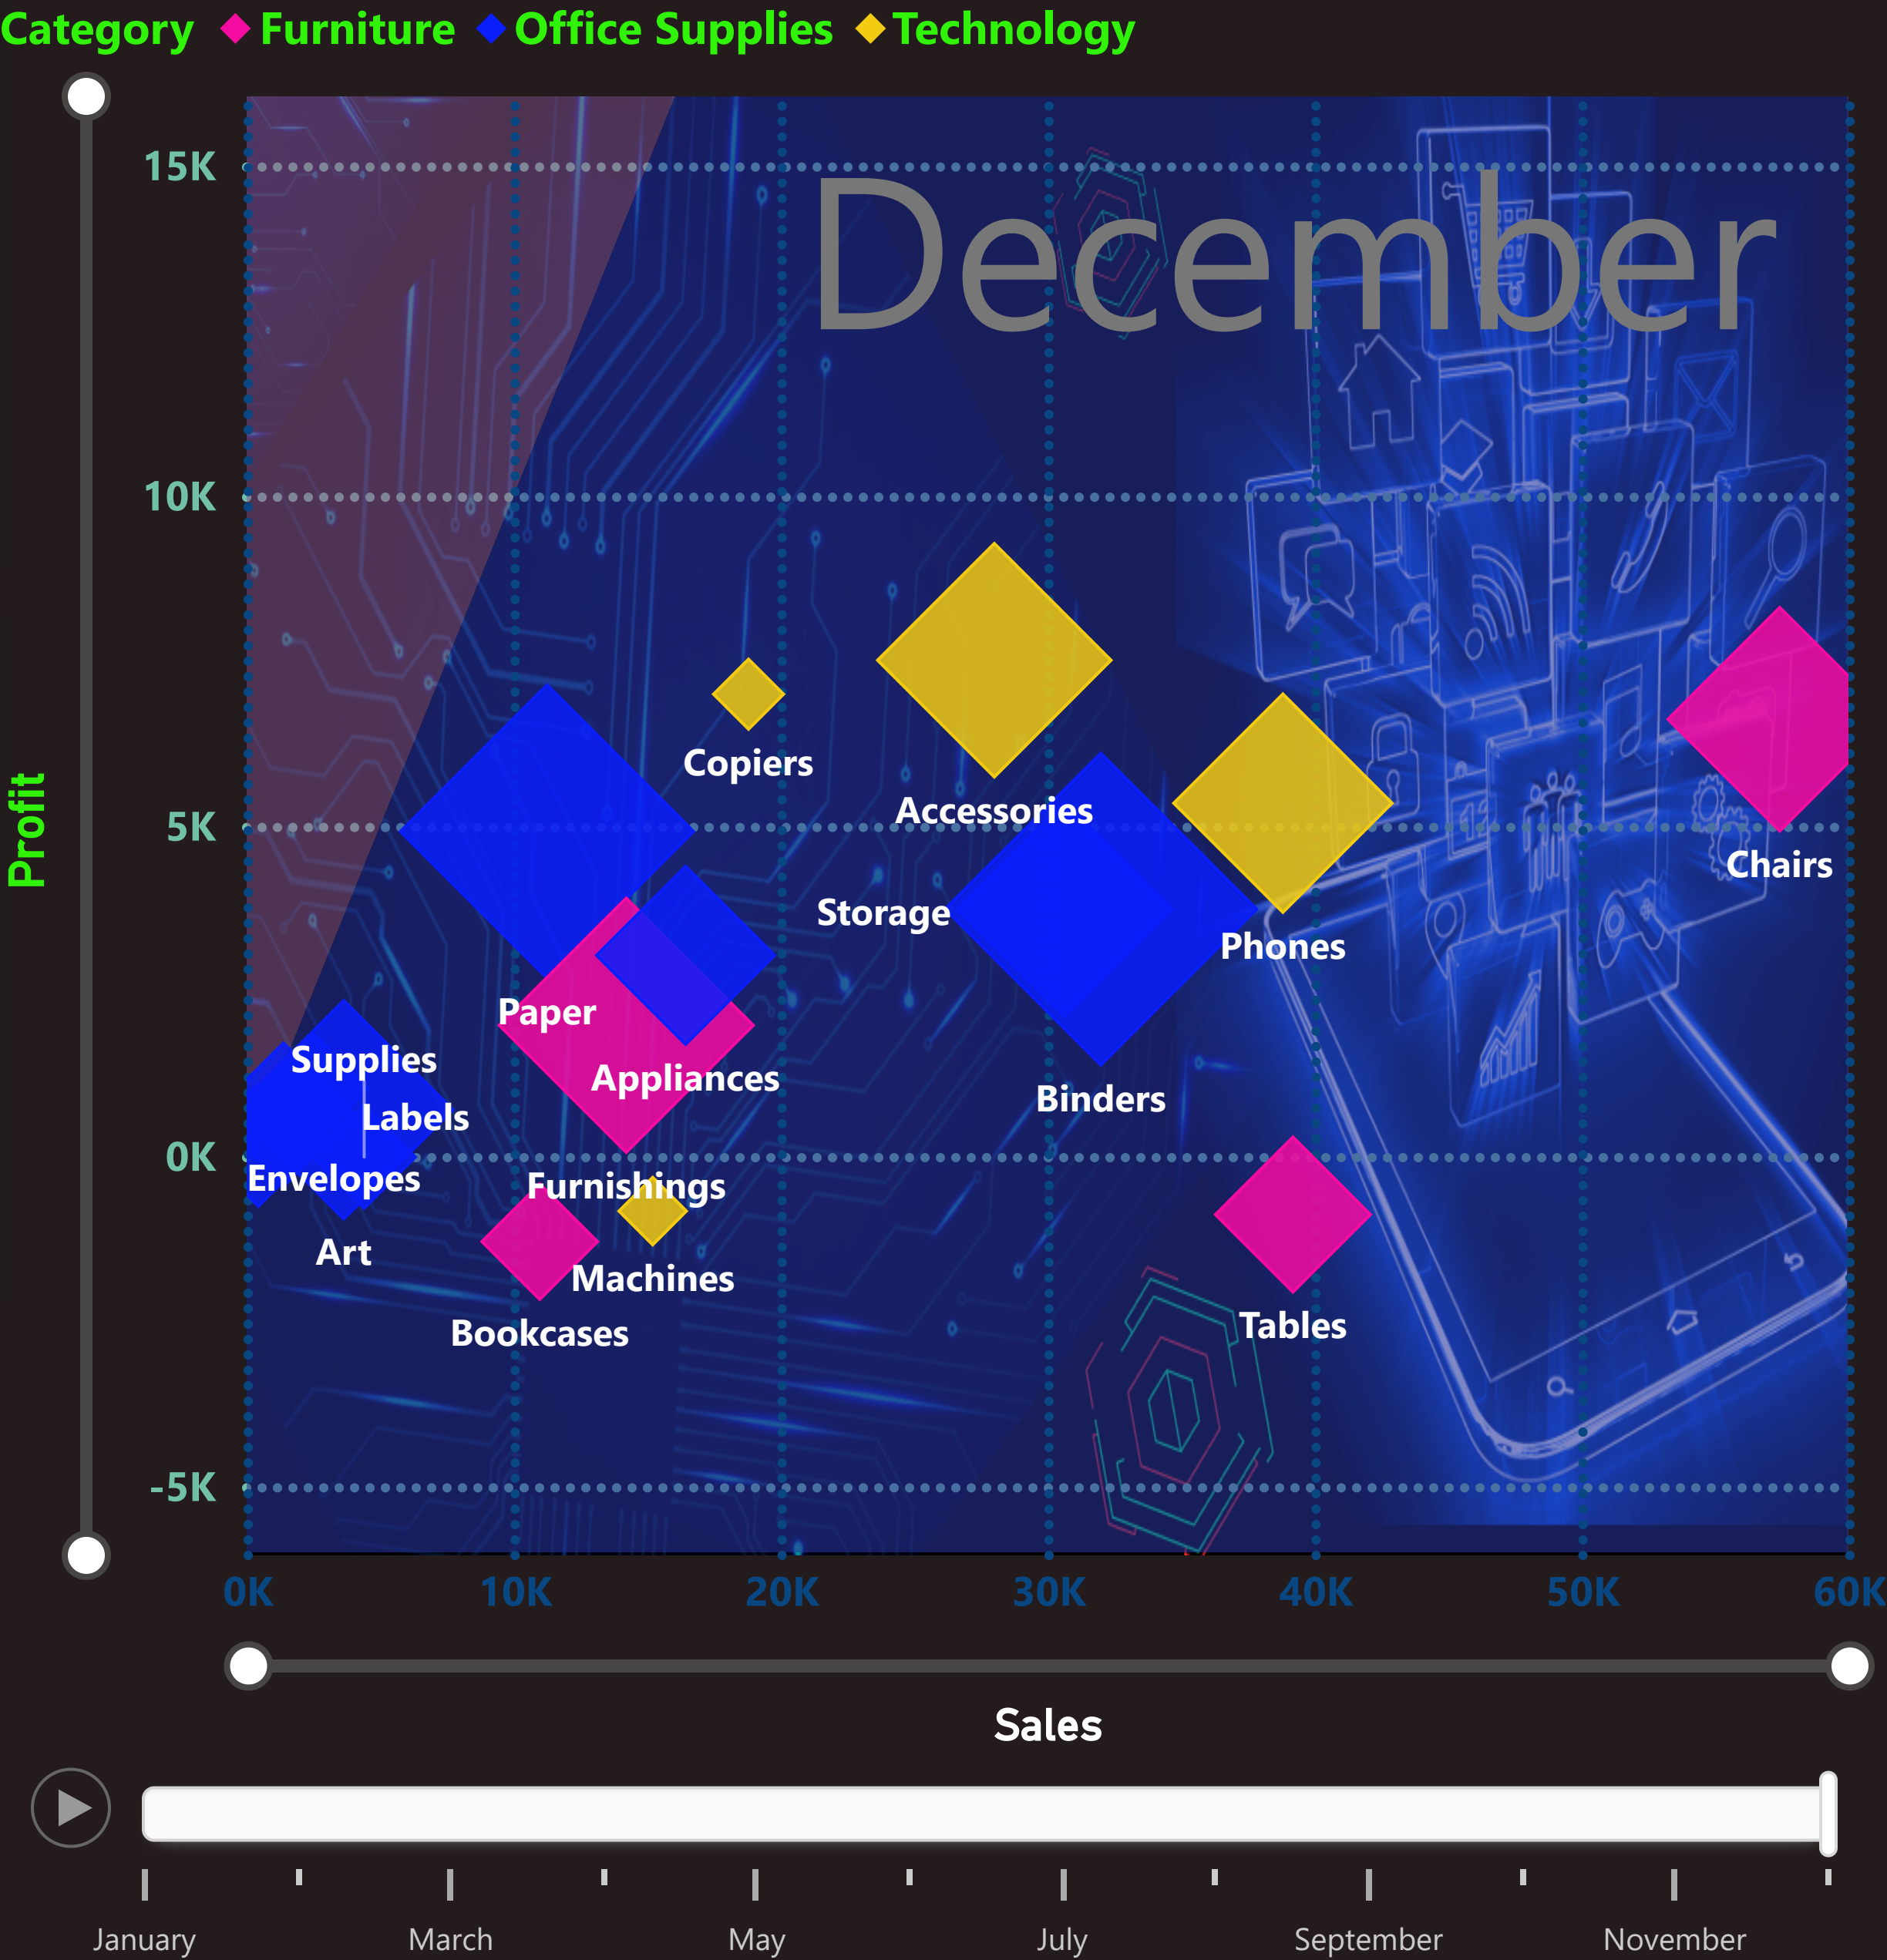 Category Furniture Office Supplies Technology
December
Profit
15K
10K
5K
0K
-5K
Copiers
Accessories
Chairs
Storage
Phones
Paper
Supplies
Appliances
Binders
Labels
Envelopes
Furnishings
Art
Machines
Tables
Bookcases
0K 10K 20K 30K 40K 50K 60K
Sales
January March May July September November